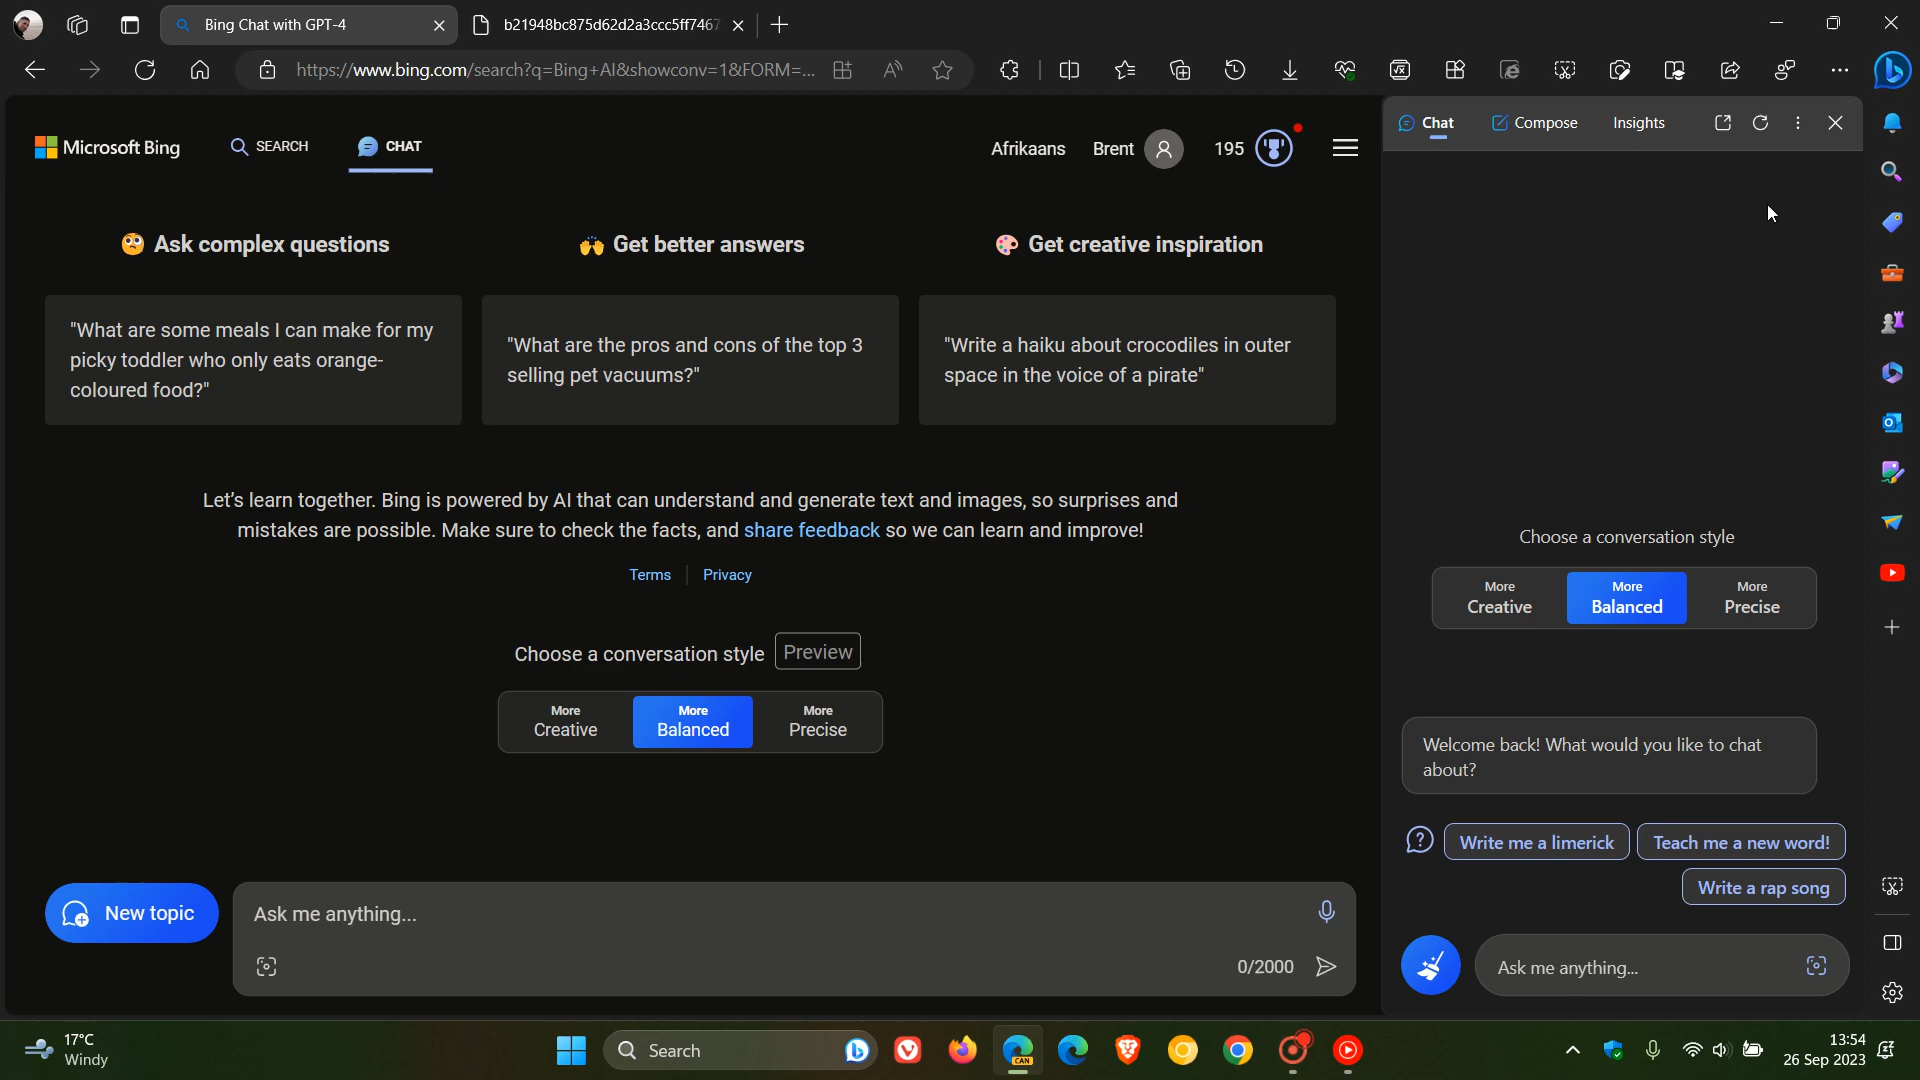 Bing Chat with GPT-4
b21948bc875d62d2a3ccc5ff7467
https://www.bing.com/search?q=Bing+AI&showconv=1&FORM=...
Microsoft Bing
SEARCH
CHAT
Afrikaans
Brent
195
Ask complex questions
Get better answers
Get creative inspiration
"What are some meals I can make for my
picky toddler who only eats orange-
coloured food?"
"What are the pros and cons of the top 3
selling pet vacuums?"
"Write a haiku about crocodiles in outer
space in the voice of a pirate"
Let's learn together. Bing is powered by AI that can understand and generate text and images, so surprises and
mistakes are possible. Make sure to check the facts, and share feedback so we can learn and improve!
Terms
Privacy
Choose a conversation style
Preview
More
Creative
More
Balanced
More
Precise
New topic
Ask me anything...
0/2000
Chat
Compose
Insights
Choose a conversation style
More
Creative
More
Balanced
More
Precise
Welcome back! What would you like to chat
about?
Write me a limerick
Teach me a new word!
Write a rap song
Ask me anything...
17°C
Windy
Search
CAN
13:54
26 Sep 2023